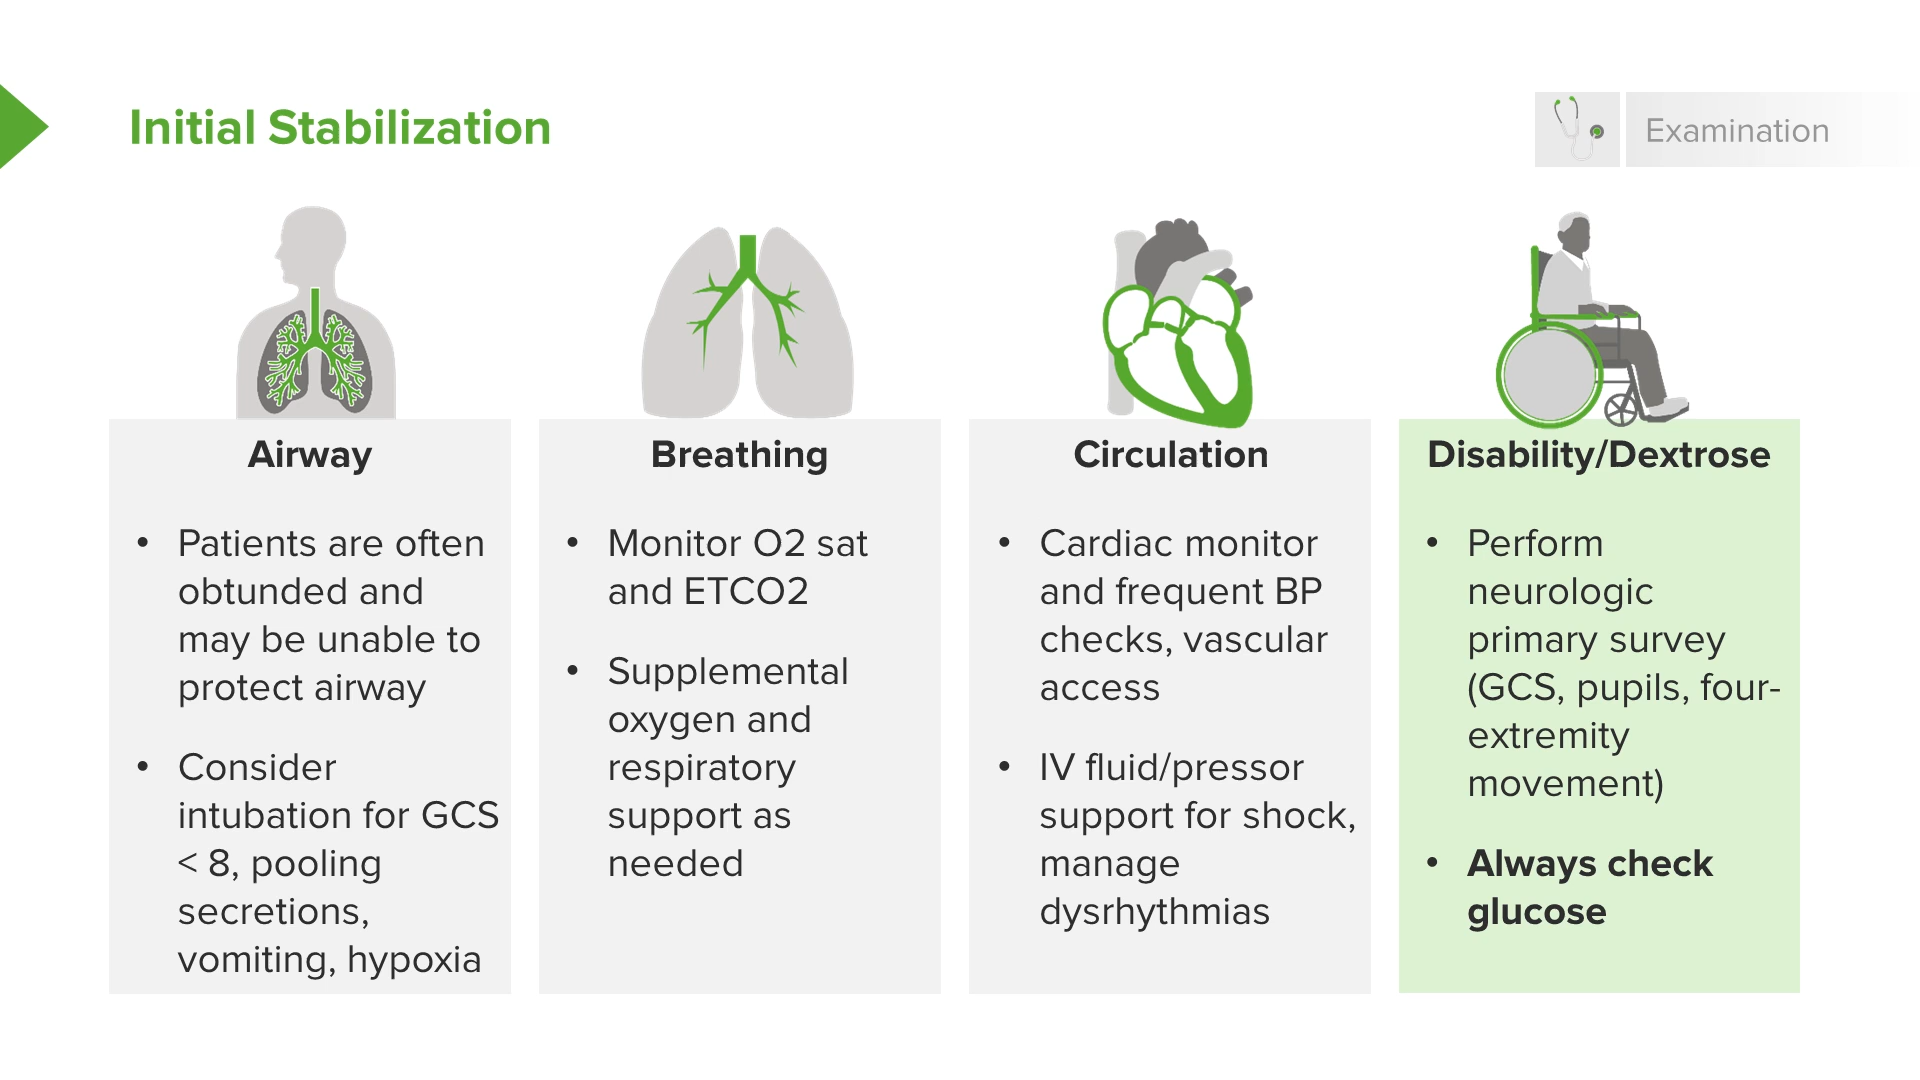 Initial Stabilization
Examination
Airway
• Patients are often
obtunded and
may be unable to
protect airway
• Consider
intubation for GCS
< 8, pooling
secretions,
vomiting, hypoxia
Breathing
• Monitor O2 sat
and ETCO2
• Supplemental
oxygen and
respiratory
support as
needed
Circulation
• Cardiac monitor
and frequent BP
checks, vascular
access
• IV fluid/pressor
support for shock,
manage
dysrhythmias
Disability/Dextrose
• Perform
neurologic
primary survey
(GCS, pupils, four-
extremity
movement)
• Always check
glucose